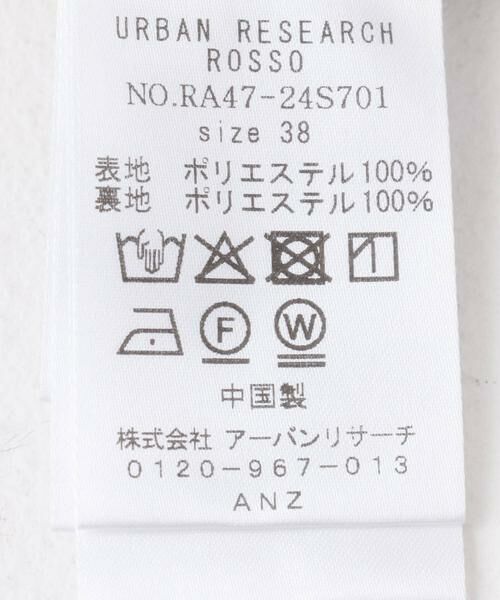 URBAN RESEARCH
ROSSO
NO.RA47-24S701
size 38
表地 ポリエステル100%
裏地 ポリエステル100%
F W
中国製
株式会社 アーバンリサーチ
0120-967-013
ANZ